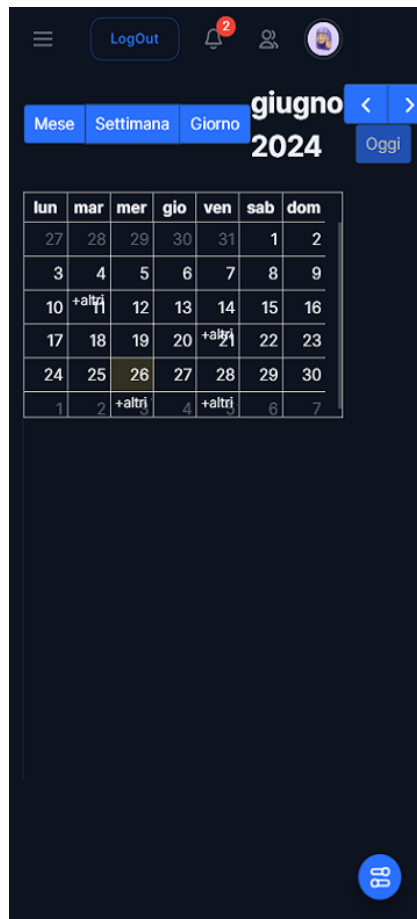 LogOut
2
Mese Settimana Giorno
giugno
2024
Oggi
lun mar mer gio ven sab dom
27 28 29 30 31 1 2
3 4 5 6 7 8 9
+altri +altri
10 11 12 13 14 15 16
17 18 19 20 21 22 23
24 25 26 27 28 29 30
+altri +altri
1 2 3 4 5 6 7